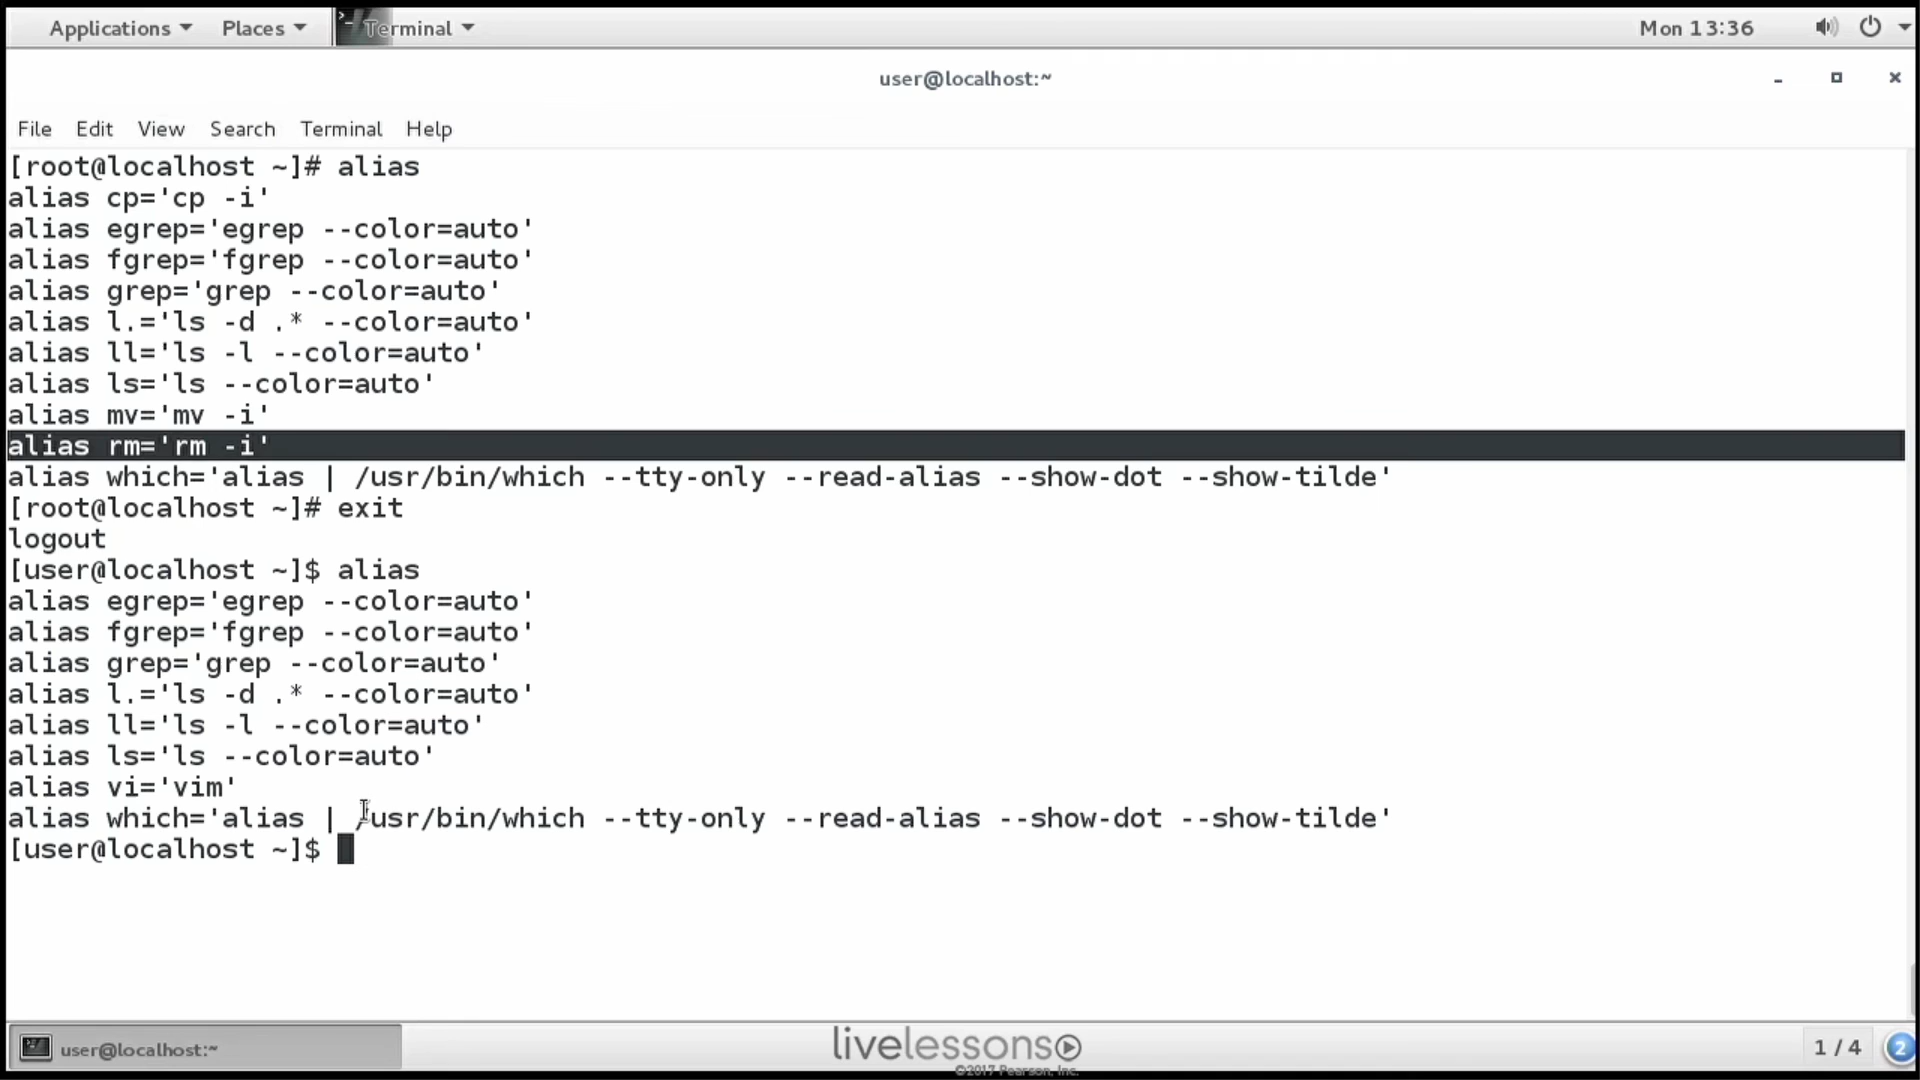 Applications Places Terminal Mon 13:36
user@localhost:~
File Edit View Search Terminal Help
[root@localhost ~]# alias
alias cp='cp -i'
alias egrep='egrep --color=auto'
alias fgrep='fgrep --color=auto'
alias grep='grep --color=auto'
alias l.='ls -d .* --color=auto'
alias ll='ls -l --color=auto'
alias ls='ls --color=auto'
alias mv='mv -i'
alias rm='rm -i'
alias which='alias | /usr/bin/which --tty-only --read-alias --show-dot --show-tilde'
[root@localhost ~]# exit
logout
[user@localhost ~]$ alias
alias egrep='egrep --color=auto'
alias fgrep='fgrep --color=auto'
alias grep='grep --color=auto'
alias l.='ls -d .* --color=auto'
alias ll='ls -l --color=auto'
alias ls='ls --color=auto'
alias vi='vim'
alias which='alias | /usr/bin/which --tty-only --read-alias --show-dot --show-tilde'
[user@localhost ~]$
user@localhost:~ livelessons 1 / 4 2
©2017 Pearson, Inc.